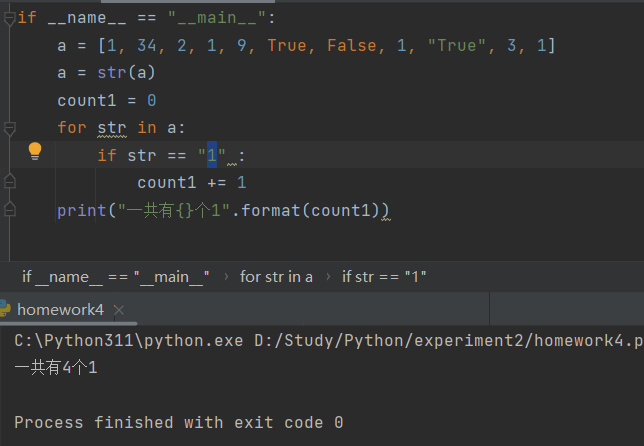 if __name__ == "__main__":
    a = [1, 34, 2, 1, 9, True, False, 1, "True", 3, 1]
    a = str(a)
    count1 = 0
    for str in a:
        if str == "1" :
            count1 += 1
    print("一共有{}个1".format(count1))
if __name__ == "__main__" › for str in a › if str == "1"
homework4 ×
C:\Python311\python.exe D:/Study/Python/experiment2/homework4.p
一共有4个1
Process finished with exit code 0